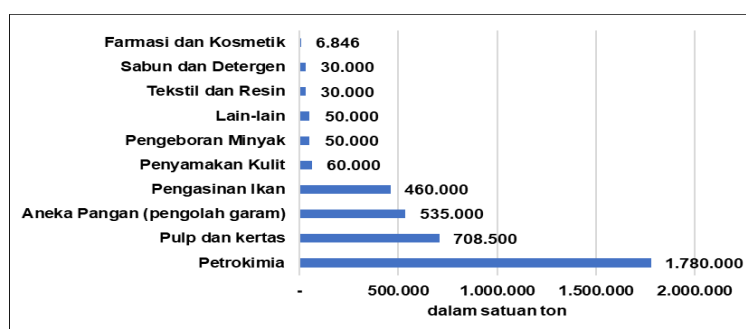 Farmasi dan Kosmetik 6.846
Sabun dan Detergen 30.000
Tekstil dan Resin 30.000
Lain-lain 50.000
Pengeboran Minyak 50.000
Penyamakan Kulit 60.000
Pengasinan Ikan 460.000
Aneka Pangan (pengolah garam) 535.000
Pulp dan kertas 708.500
Petrokimia 1.780.000
- 500.000 1.000.000 1.500.000 2.000.000
dalam satuan ton